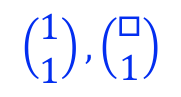 (1 1), (□ 1)